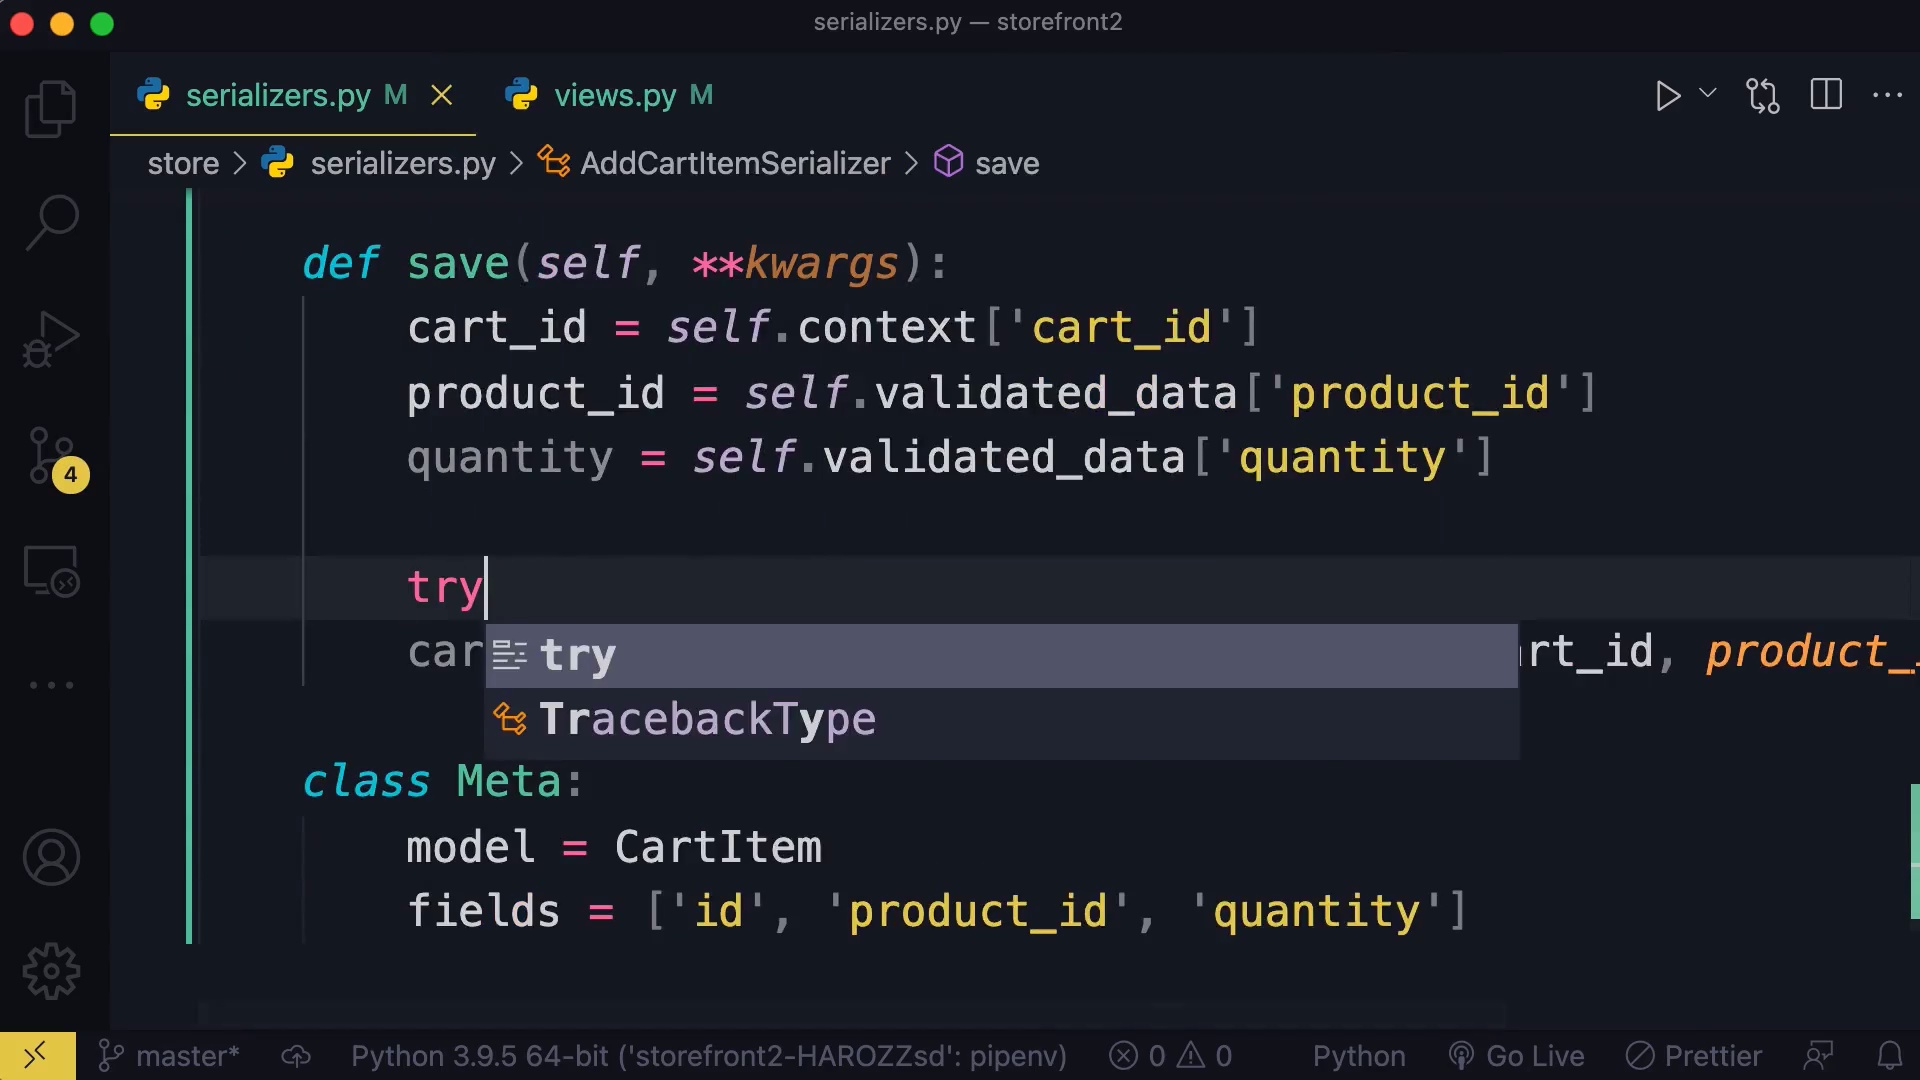 serializers.py — storefront2
serializers.py M views.py M
store > serializers.py > AddCartItemSerializer > save
def save(self, **kwargs):
cart_id = self.context['cart_id']
product_id = self.validated_data['product_id']
quantity = self.validated_data['quantity']
try
car rt_id, product_
try
TracebackType
class Meta:
model = CartItem
fields = ['id', 'product_id', 'quantity']
4
master* Python 3.9.5 64-bit ('storefront2-HAROZZsd': pipenv) 0 0 Python Go Live Prettier